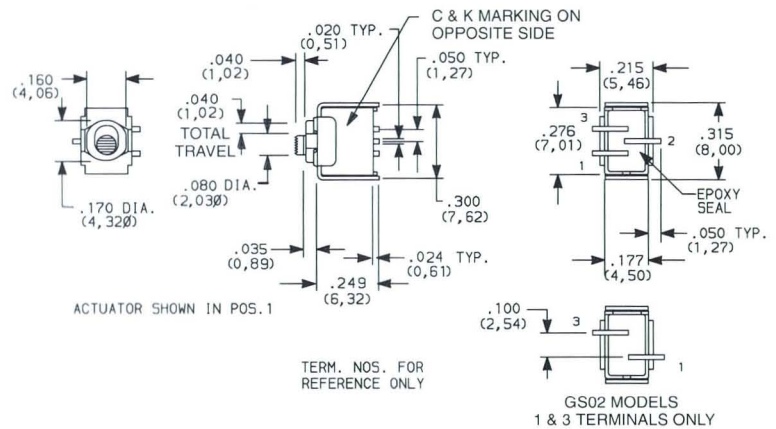 C & K MARKING ON
OPPOSITE SIDE
.020 TYP.
(0,51)
.040
(1,02)
.050 TYP.
(1,27)
.215
(5,46)
.160
(4,06)
.040
(1,02)
TOTAL
TRAVEL
3
.276
(7,01)
2
.315
(8,00)
1
.080 DIA.
(2,03Ø)
.170 DIA.
(4,32Ø)
.300
(7,62)
EPOXY
SEAL
.050 TYP.
(1,27)
.035
(0,89)
.024 TYP.
(0,61)
.249
(6,32)
.177
(4,50)
ACTUATOR SHOWN IN POS.1
.100
(2,54)
3
1
TERM. NOS. FOR
REFERENCE ONLY
GS02 MODELS
1 & 3 TERMINALS ONLY